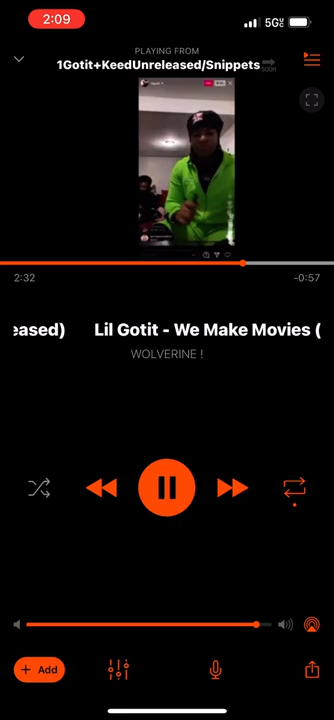 2:09
5G
PLAYING FROM
1Gotit+KeedUnreleased/Snippets
SOON
2:32
-0:57
eased)
Lil Gotit - We Make Movies (
WOLVERINE !
+ Add